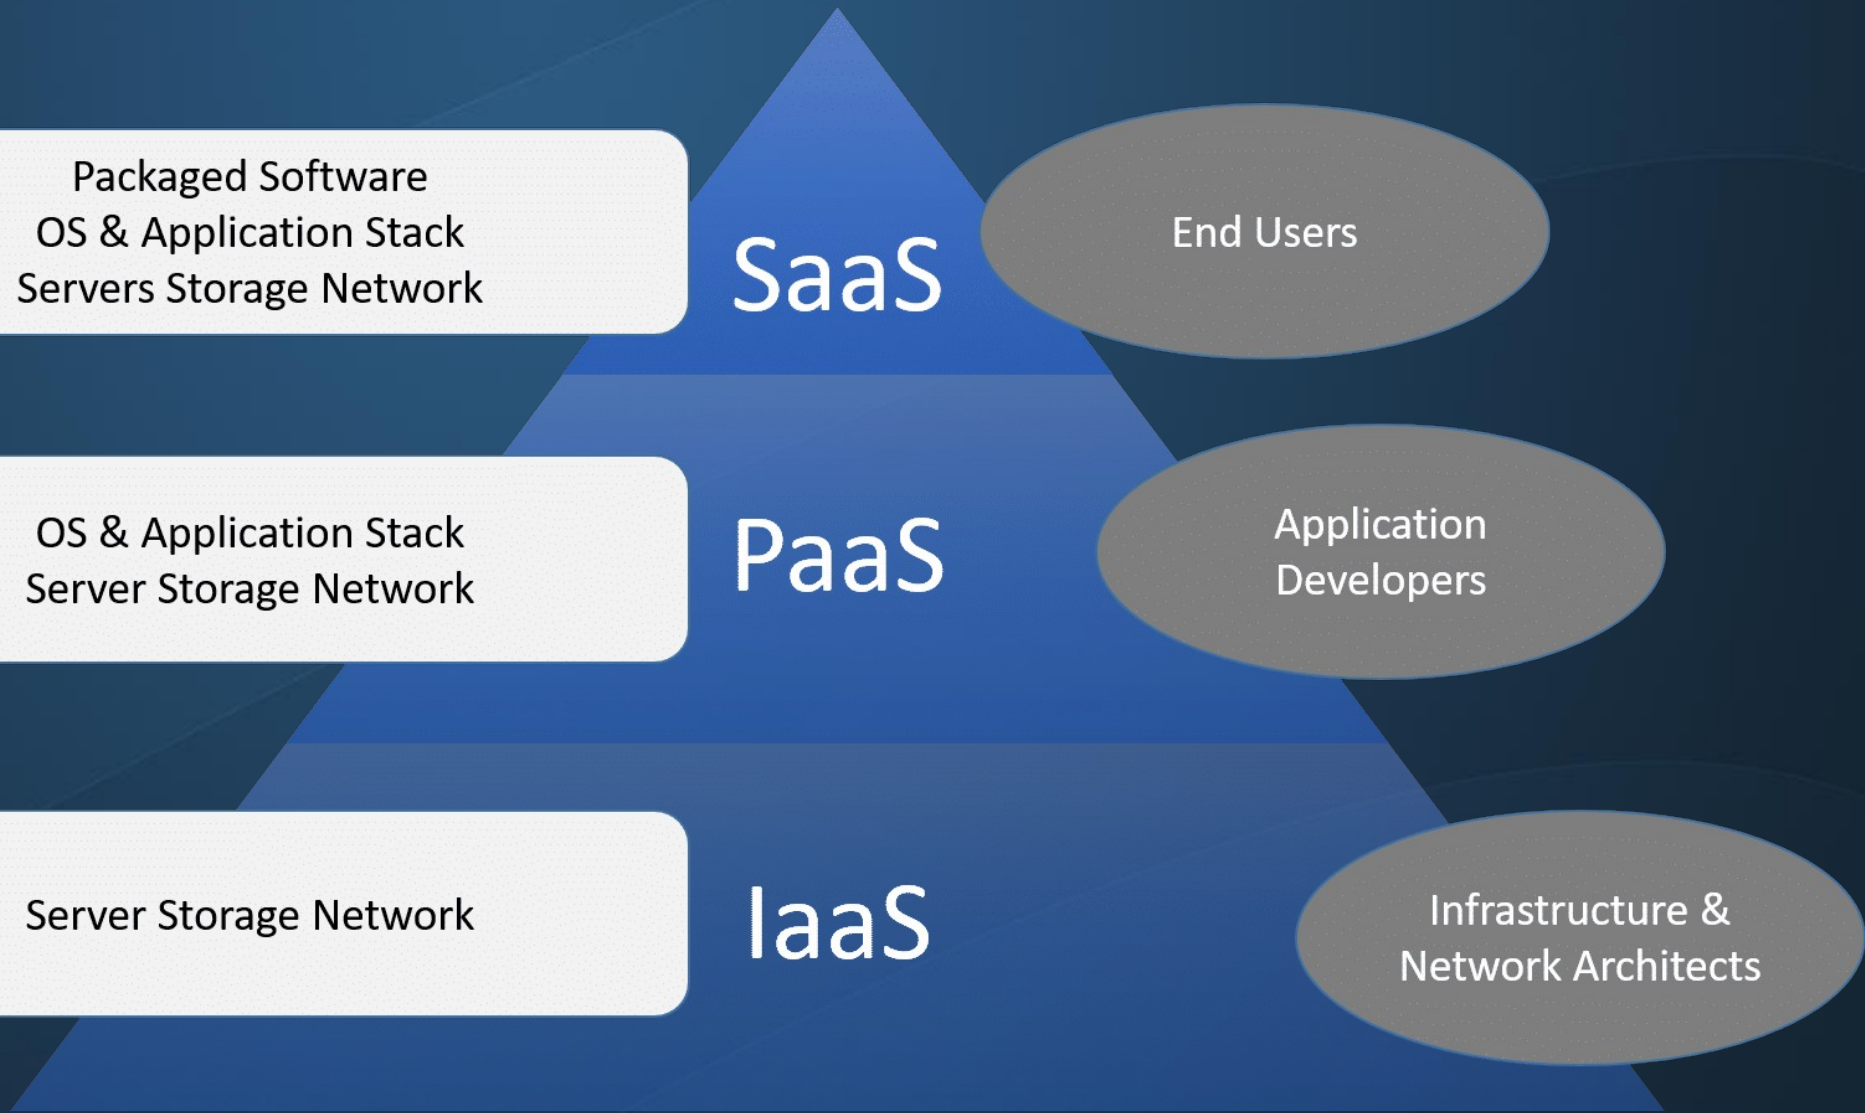 Packaged Software
OS & Application Stack
Servers Storage Network
SaaS
End Users
OS & Application Stack
Server Storage Network
PaaS
Application
Developers
Server Storage Network
IaaS
Infrastructure &
Network Architects